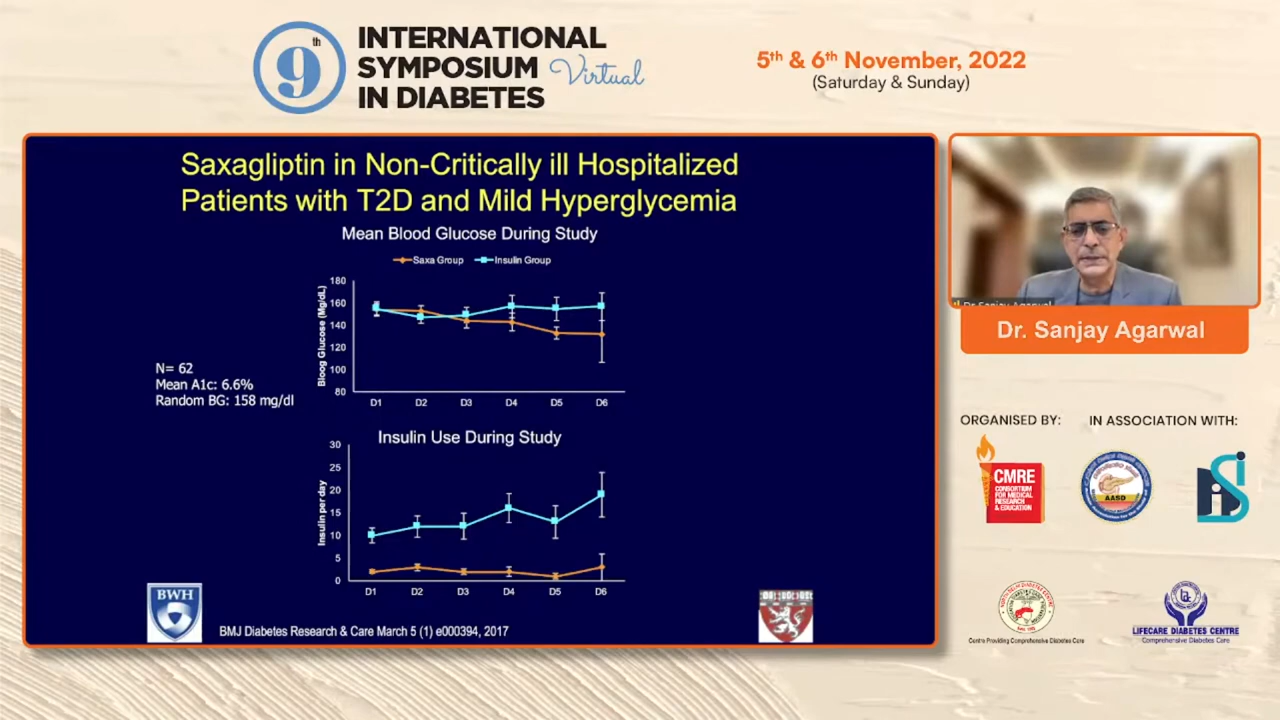 9th
INTERNATIONAL
SYMPOSIUM Virtual
IN DIABETES
5th & 6th November, 2022
(Saturday & Sunday)
Saxagliptin in Non-Critically ill Hospitalized
Patients with T2D and Mild Hyperglycemia
Mean Blood Glucose During Study
Saxa Group Insulin Group
Bloog Glucose (Mg/dL)
180
160
140
120
100
80
D1 D2 D3 D4 D5 D6
N= 62
Mean A1c: 6.6%
Random BG: 158 mg/dl
Insulin Use During Study
Insulin per day
30
25
20
15
10
5
0
D1 D2 D3 D4 D5 D6
BWH
BMJ Diabetes Research & Care March 5 (1) e000394, 2017
Dr Sanjay Agarwal
Dr. Sanjay Agarwal
ORGANISED BY: IN ASSOCIATION WITH:
CMRE
CONSORTIUM
FOR MEDICAL
RESEARCH
& EDUCATION
AASD
Centre Providing Comprehensive Diabetes Care
LIFECARE DIABETES CENTRE
Comprehensive Diabetes Care